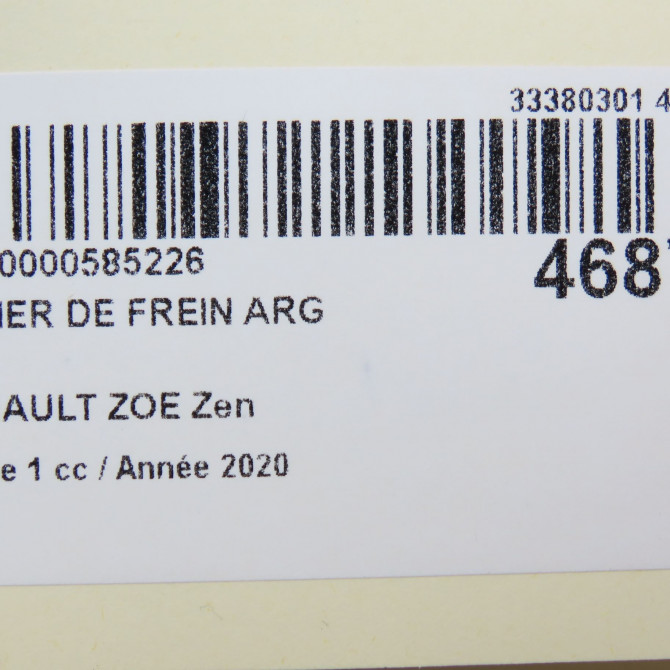 33380301 4
0000585226
468
IER DE FREIN ARG
AULT ZOE Zen
e 1 cc / Année 2020